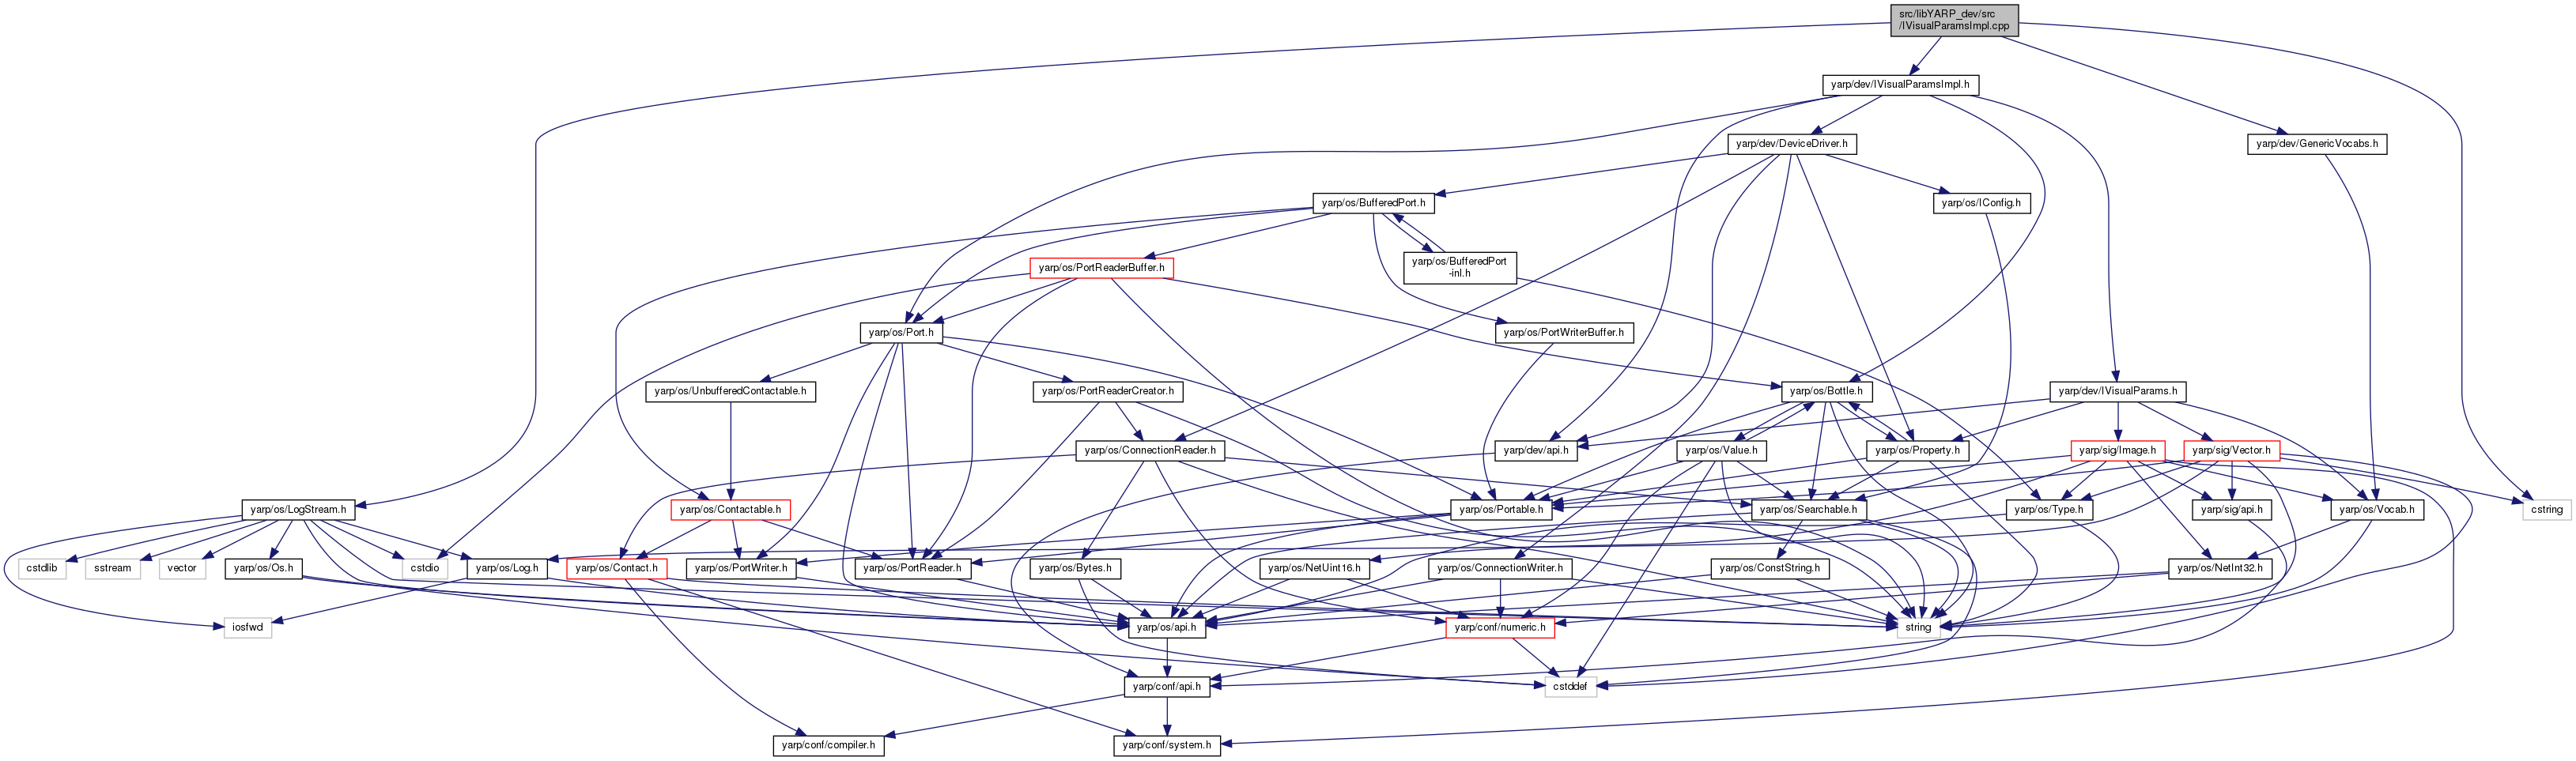 src/libYARP_dev/src
/IVisualParamsImpl.cpp
yarp/dev/IVisualParamsImpl.h
yarp/dev/DeviceDriver.h
yarp/dev/GenericVocabs.h
yarp/os/BufferedPort.h
yarp/os/IConfig.h
yarp/os/PortReaderBuffer.h
yarp/os/BufferedPort
-inl.h
yarp/os/Port.h
yarp/os/PortWriterBuffer.h
yarp/os/UnbufferedContactable.h
yarp/os/PortReaderCreator.h
yarp/os/Bottle.h
yarp/dev/IVisualParams.h
yarp/os/ConnectionReader.h
yarp/dev/api.h
yarp/os/Value.h
yarp/os/Property.h
yarp/sig/Image.h
yarp/sig/Vector.h
yarp/os/LogStream.h
yarp/os/Contactable.h
yarp/os/Portable.h
yarp/os/Searchable.h
yarp/os/Type.h
yarp/sig/api.h
yarp/os/Vocab.h
cstring
cstdlib
sstream
vector
yarp/os/Os.h
cstdio
yarp/os/Log.h
yarp/os/Contact.h
yarp/os/PortWriter.h
yarp/os/PortReader.h
yarp/os/Bytes.h
yarp/os/NetUint16.h
yarp/os/ConnectionWriter.h
yarp/os/ConstString.h
yarp/os/NetInt32.h
iosfwd
yarp/os/api.h
yarp/conf/numeric.h
string
yarp/conf/api.h
cstddef
yarp/conf/compiler.h
yarp/conf/system.h